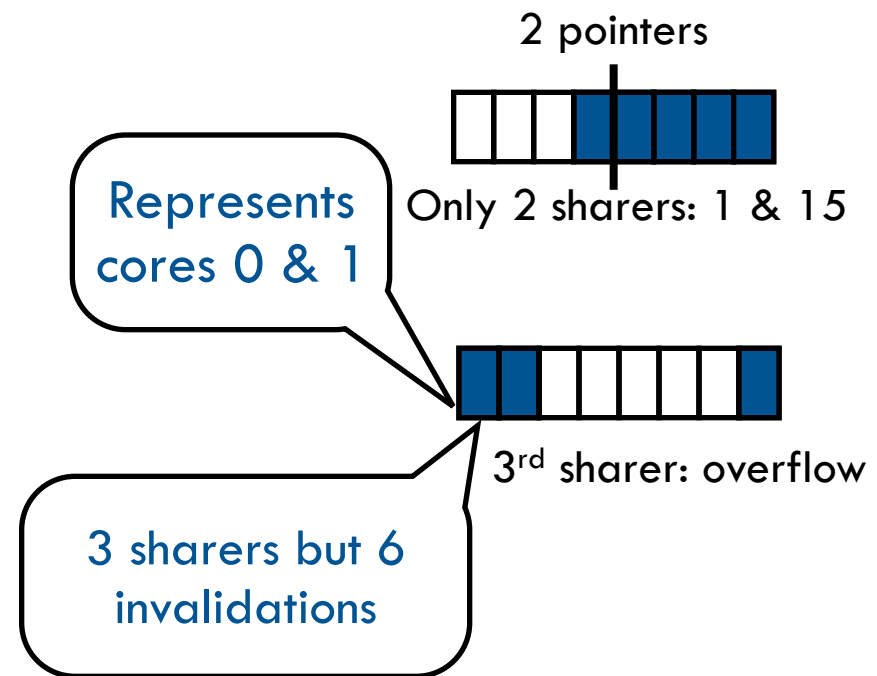 2 pointers
Represents
cores 0 & 1
Only 2 sharers: 1 & 15
3rd sharer: overflow
3 sharers but 6
invalidations